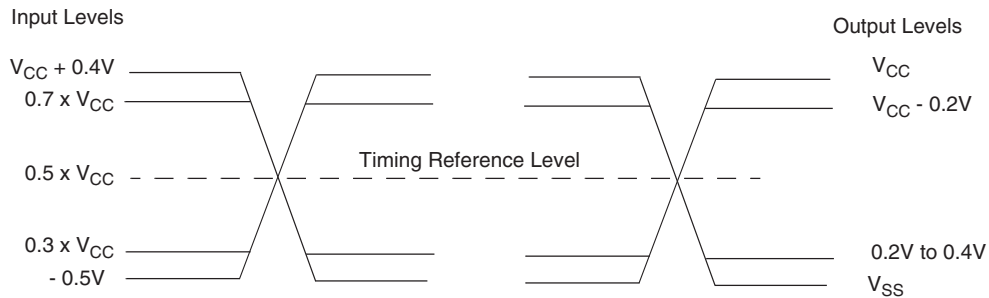 Input Levels
Output Levels
VCC + 0.4V
VCC
0.7 x VCC
VCC - 0.2V
Timing Reference Level
0.5 x VCC
0.3 x VCC
0.2V to 0.4V
- 0.5V
VSS